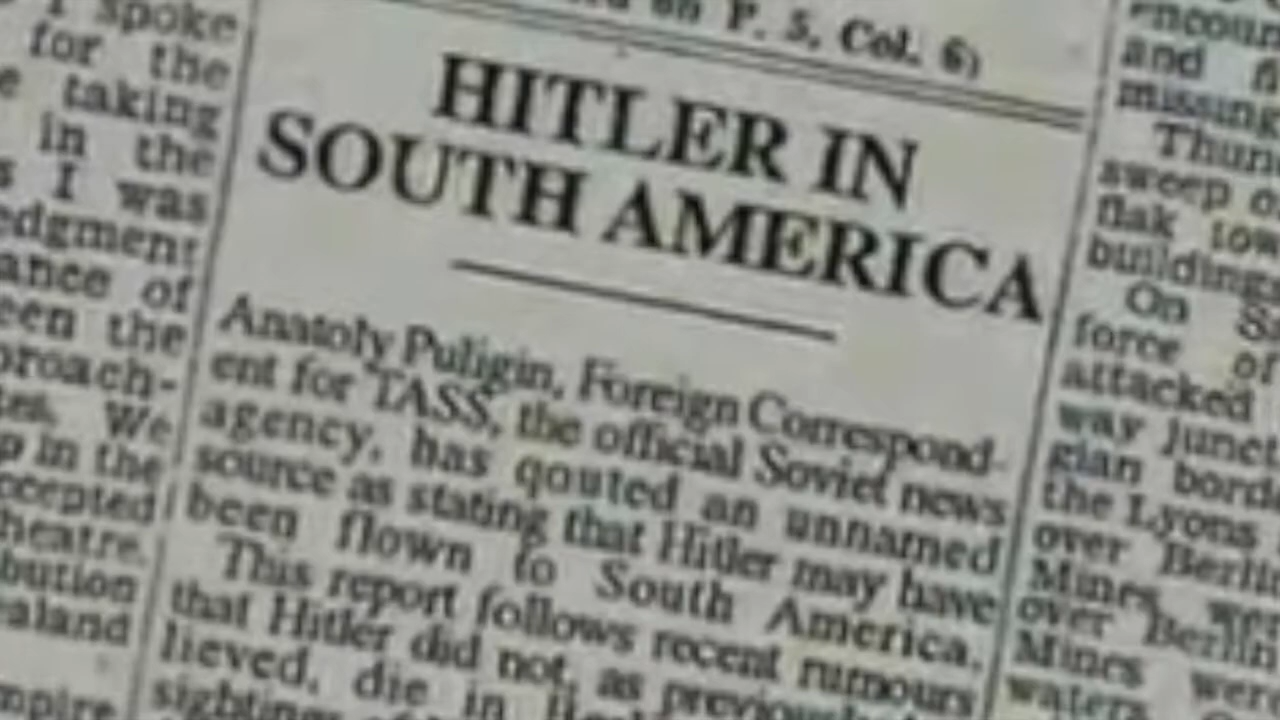 I spoke
for the
taking
in the
s I was
edgment
ance of
een the
proach-
We
p in the
ccepted
heatre.
bution
ealand
mpire
on P. 5, Col. 6)
HITLER IN
SOUTH AMERICA
Anatoly Puligin, Foreign Correspond-
ent for TASS, the official Soviet news
agency, has qouted an unnamed
source as stating that Hitler may have
been flown to South America.
This report follows recent rumours
that Hitler did not, as previously
lieved, die in
sightings
encoun
and fi
missing
Thun
sweep o
flak tow
buildings
On S
force of
attacked
way junct
gian bord
the Lyons
over Berlin
Mines wer
over Berlin
Mines were
waters